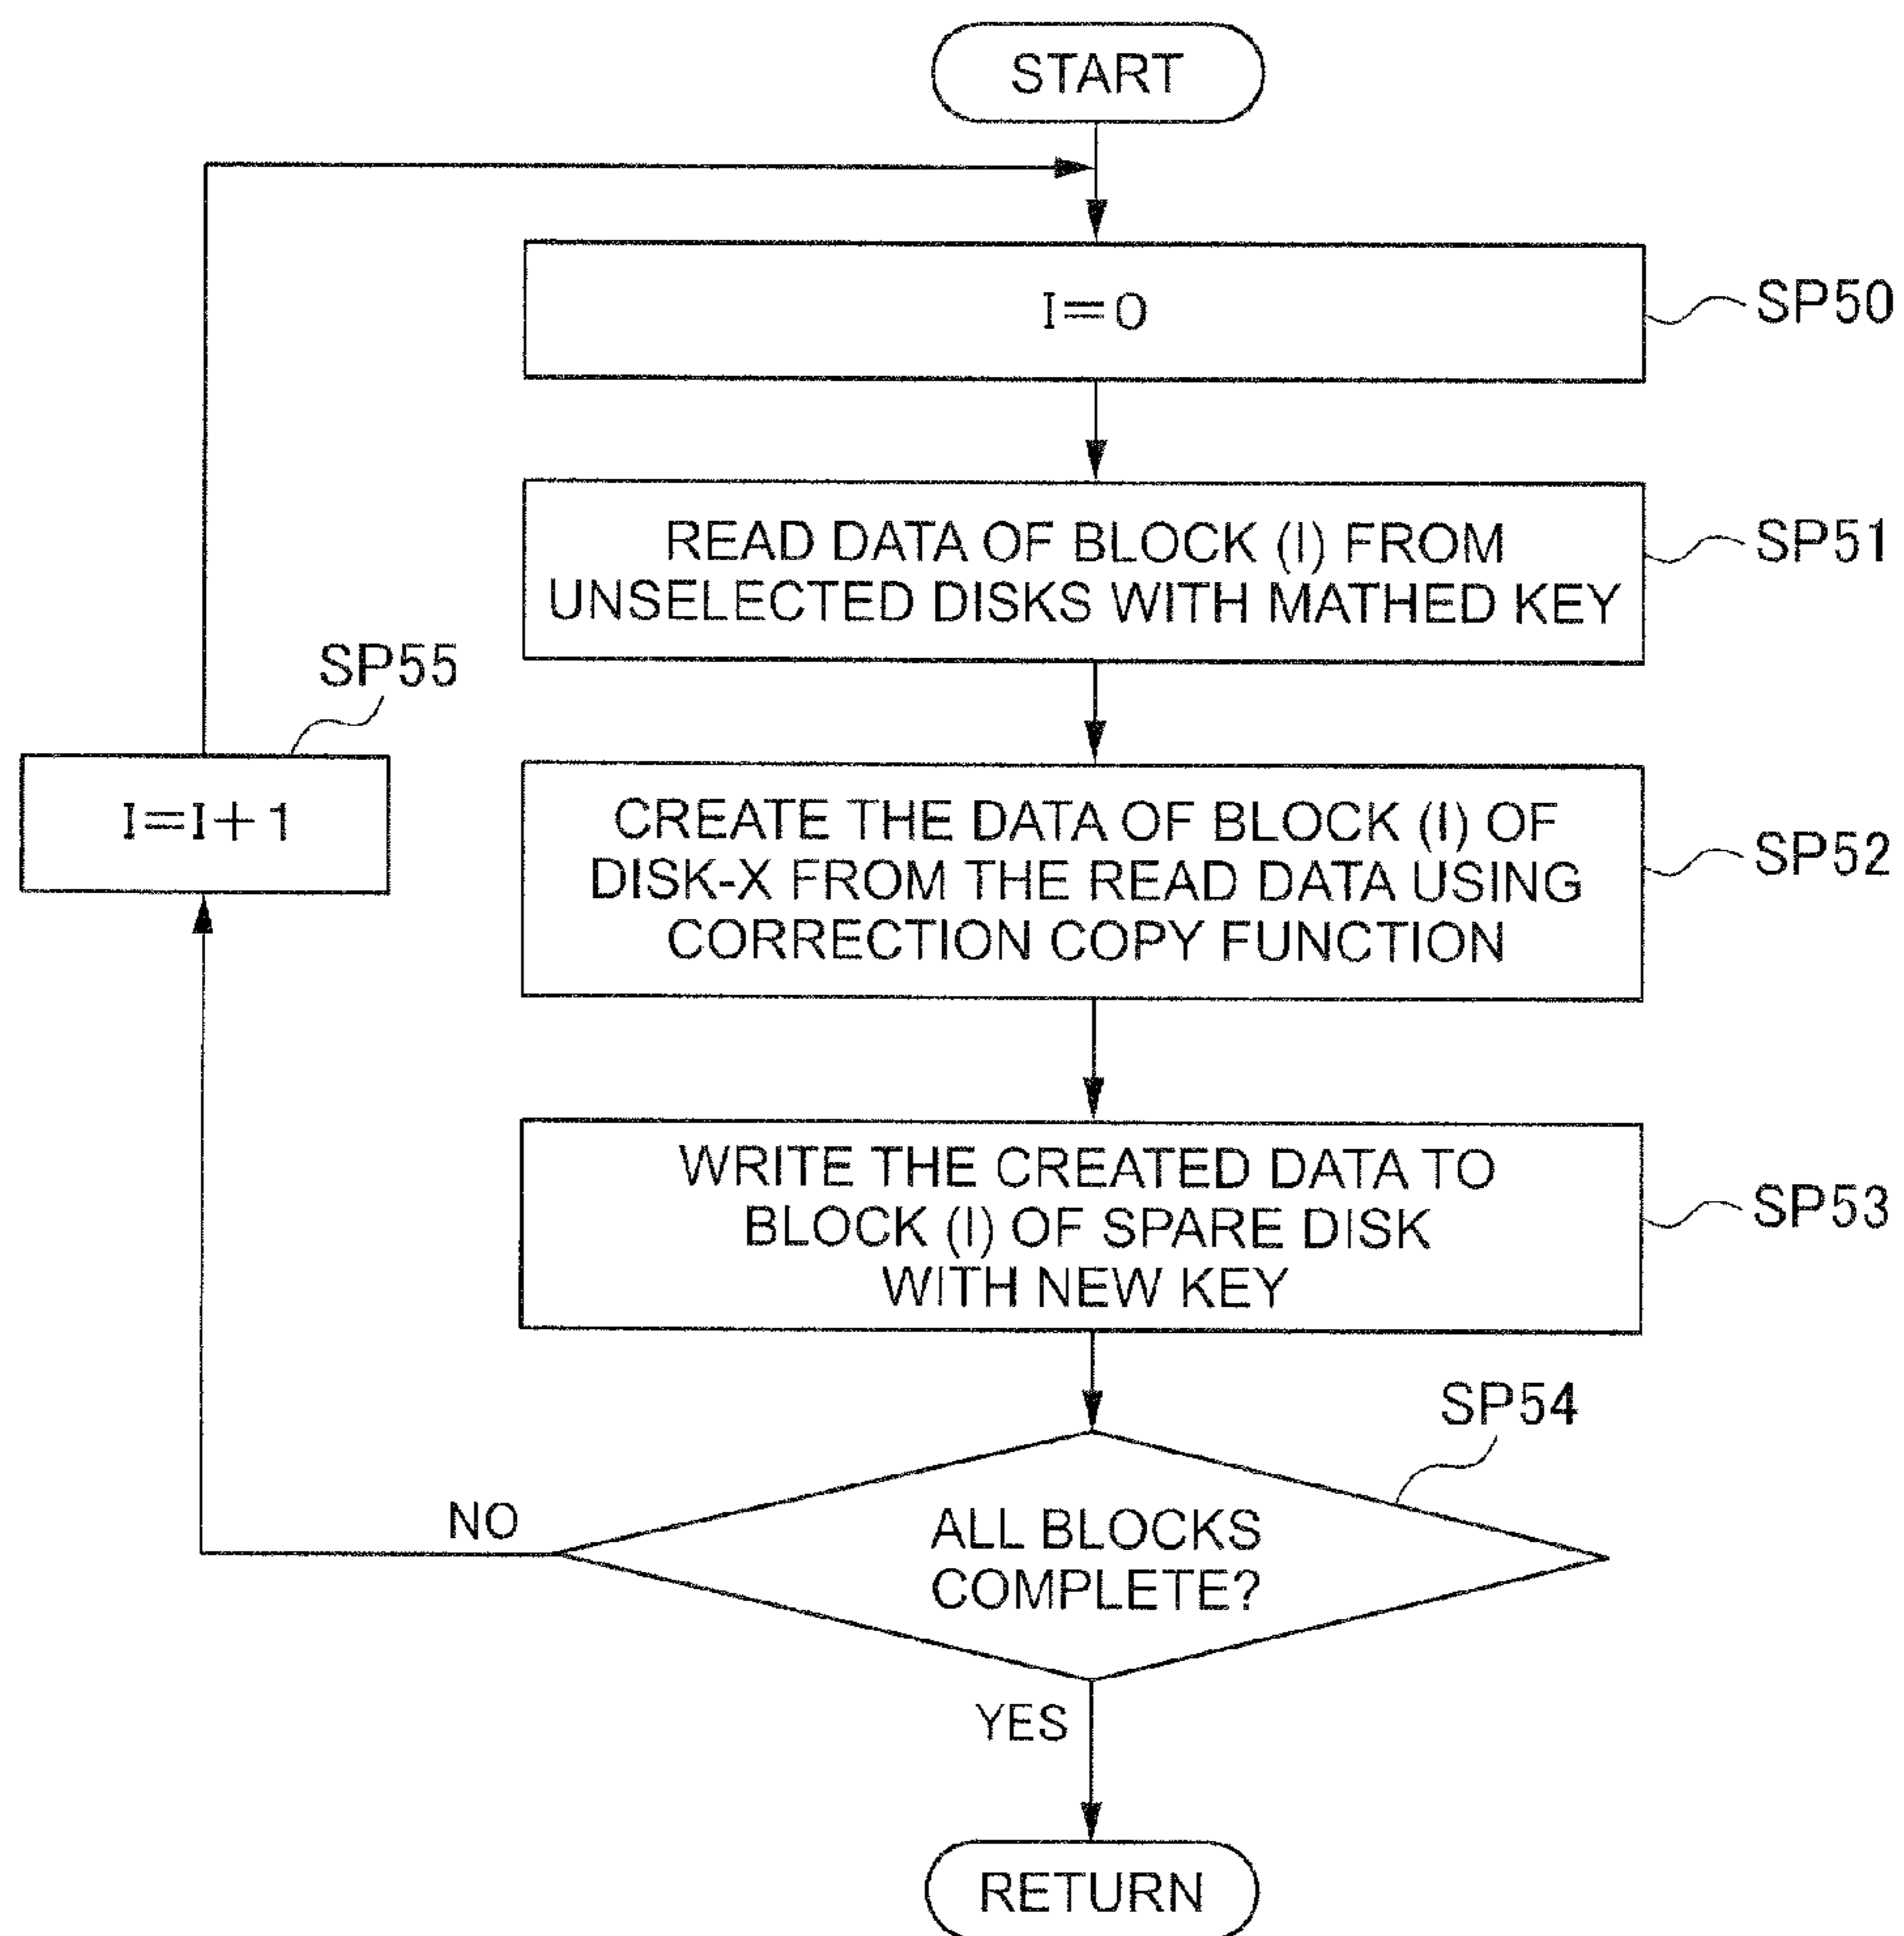 START
I=0
SP50
READ DATA OF BLOCK (I) FROM
UNSELECTED DISKS WITH MATHED KEY
SP51
SP55
I=I+1
CREATE THE DATA OF BLOCK (I) OF
DISK-X FROM THE READ DATA USING
CORRECTION COPY FUNCTION
SP52
WRITE THE CREATED DATA TO
BLOCK (I) OF SPARE DISK
WITH NEW KEY
SP53
SP54
NO
ALL BLOCKS
COMPLETE?
YES
RETURN